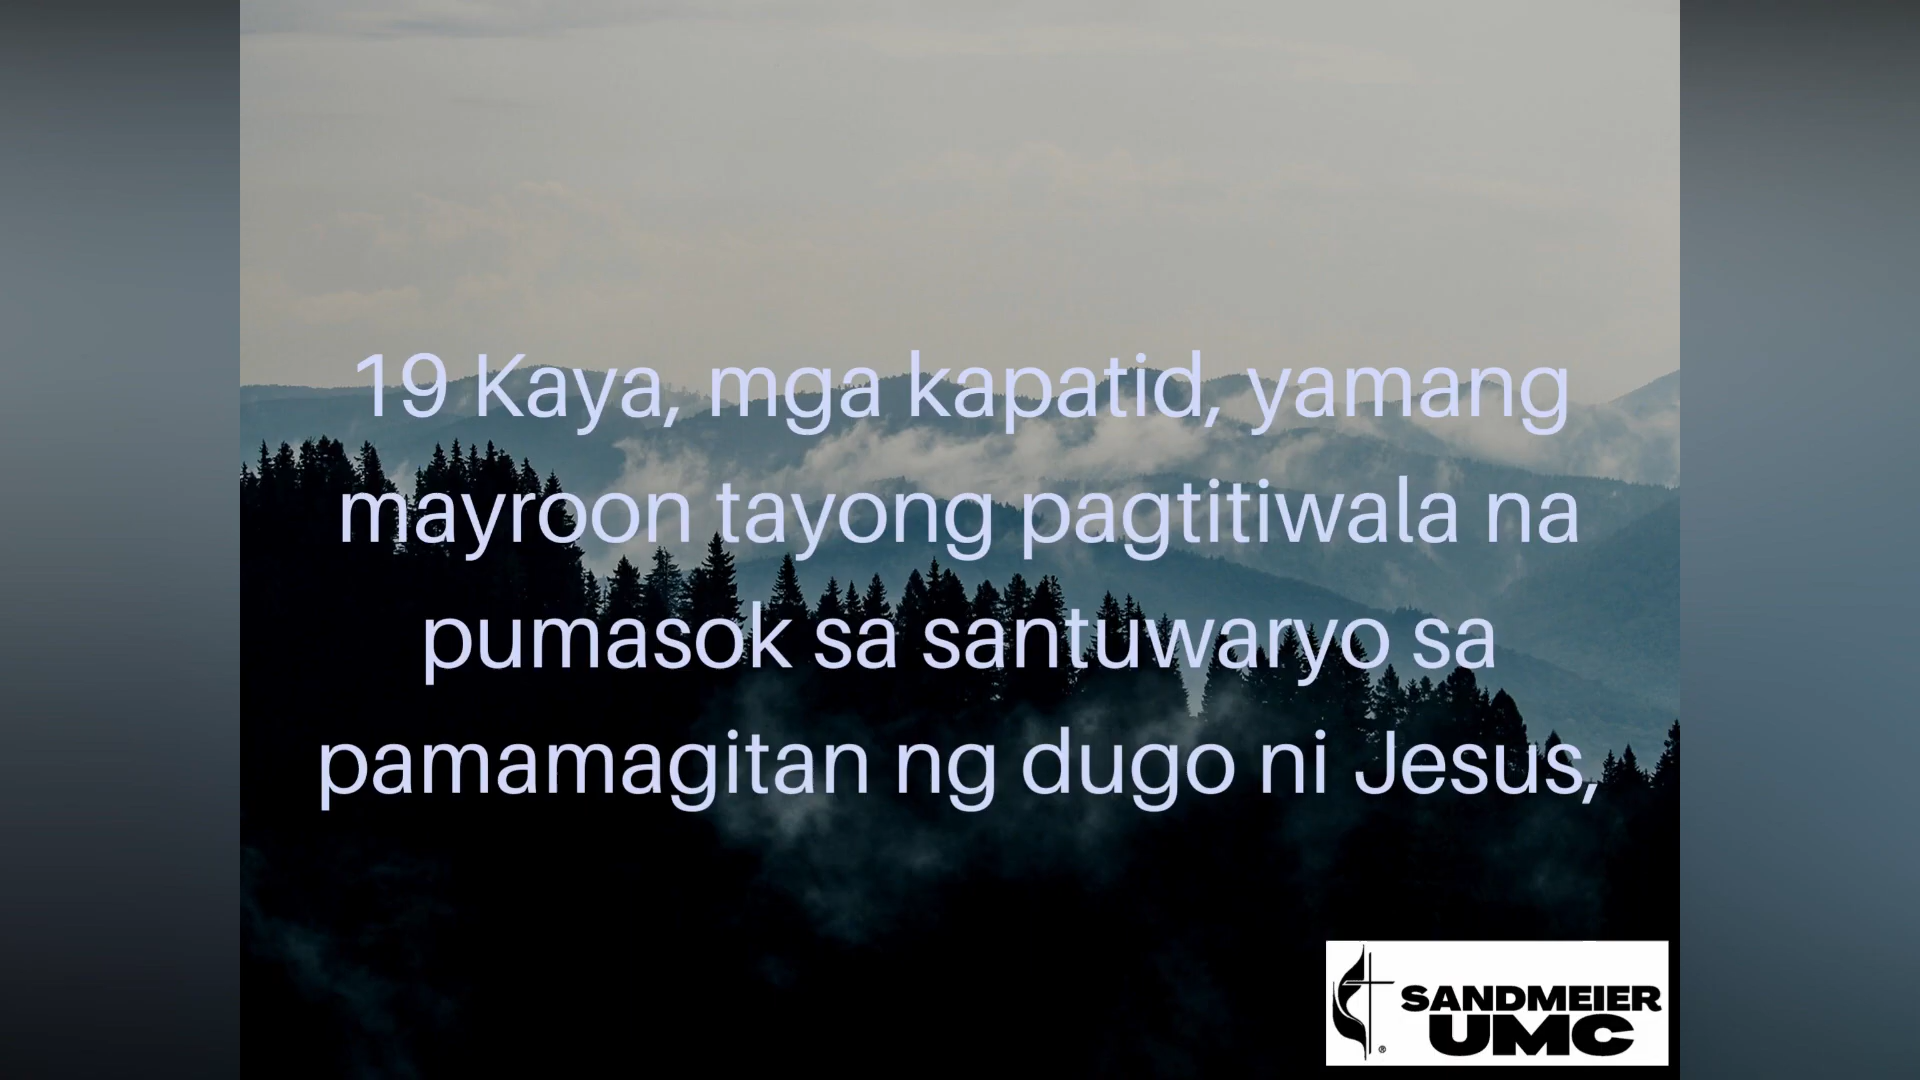 19 Kaya, mga kapatid, yamang
mayroon tayong pagtitiwala na
pumasok sa santuwaryo sa
pamamagitan ng dugo ni Jesus,
SANDMEIER
UMC
®